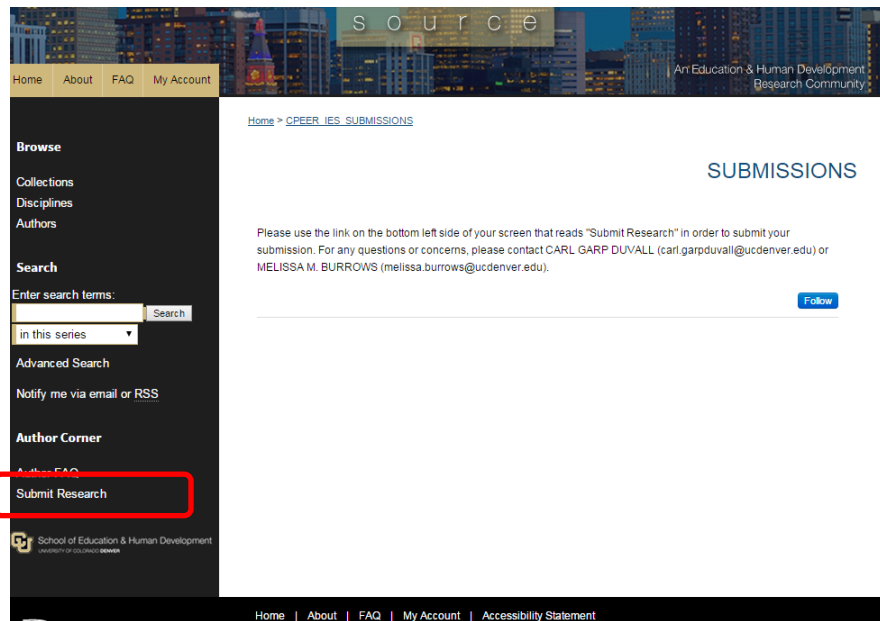 source
An Education & Human Development
Research Community
Home About FAQ My Account
Home > CPEER_IES_SUBMISSIONS
Browse
Collections
Disciplines
Authors
Search
Enter search terms:
Search
in this series
Advanced Search
Notify me via email or RSS
Author Corner
Author FAQ
Submit Research
School of Education & Human Development
UNIVERSITY OF COLORADO DENVER
SUBMISSIONS
Please use the link on the bottom left side of your screen that reads "Submit Research" in order to submit your
submission. For any questions or concerns, please contact CARL GARP DUVALL (carl.garpduvall@ucdenver.edu) or
MELISSA M. BURROWS (melissa.burrows@ucdenver.edu).
Follow
Home | About | FAQ | My Account | Accessibility Statement